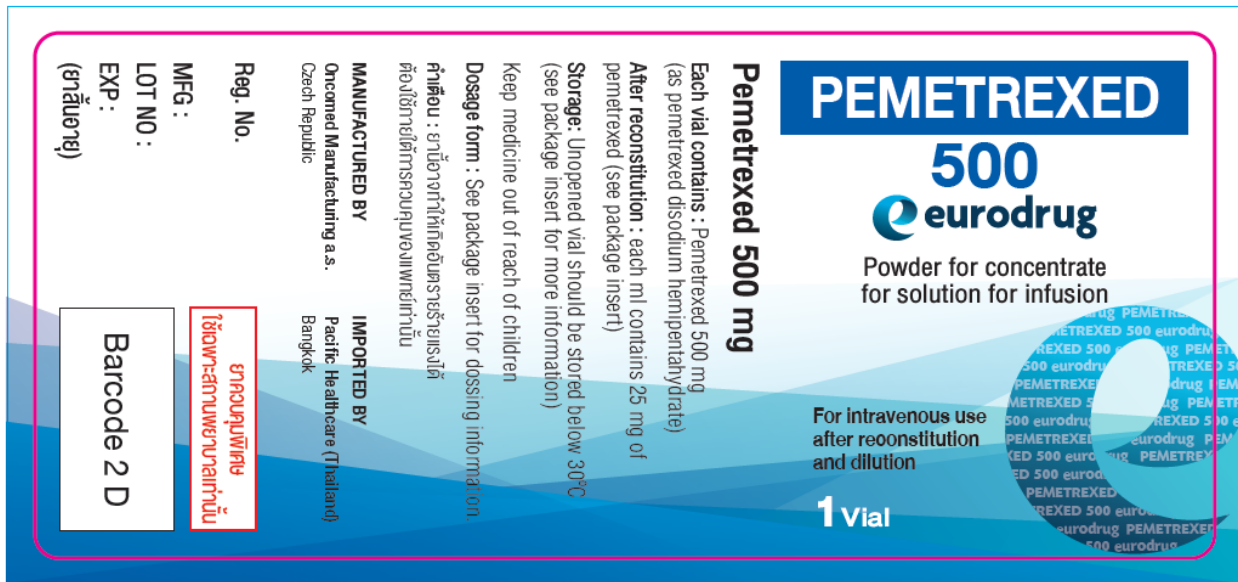 PEMETREXED
500
eurodrug
Powder for concentrate
for solution for infusion
For intravenous use
after reoonstitution
and dilution
1 Vial
Pemetrexed 500 mg
Each vial contains : Pemetrexed 500 mg
(as pemetrexed disodium hemipentahydrate)
After reconstitution : each ml contains 25 mg of
pemetrexed (see package insert)
Storage: Unopened vial should be stored below 30°C
(see package insert for more information)
Keep medicine out of reach of children
Dosage form : See package insert for dossing information.
คำเตือน : ยานี้อาจทำให้เกิดอันตรายร้ายแรงได้
ต้องใช้ภายใต้การควบคุมของแพทย์เท่านั้น
MANUFACTURED BY
Oncomed Manufacturing a.s.
Czech Republic
IMPORTED BY
Pacific Healthcare (Thailand)
Bangkok
Reg. No.
ยาควบคุมพิเศษ
ใช้เฉพาะสถานพยาบาลเท่านั้น
MFG :
LOT NO :
EXP :
(ยาสิ้นอายุ)
Barcode 2 D